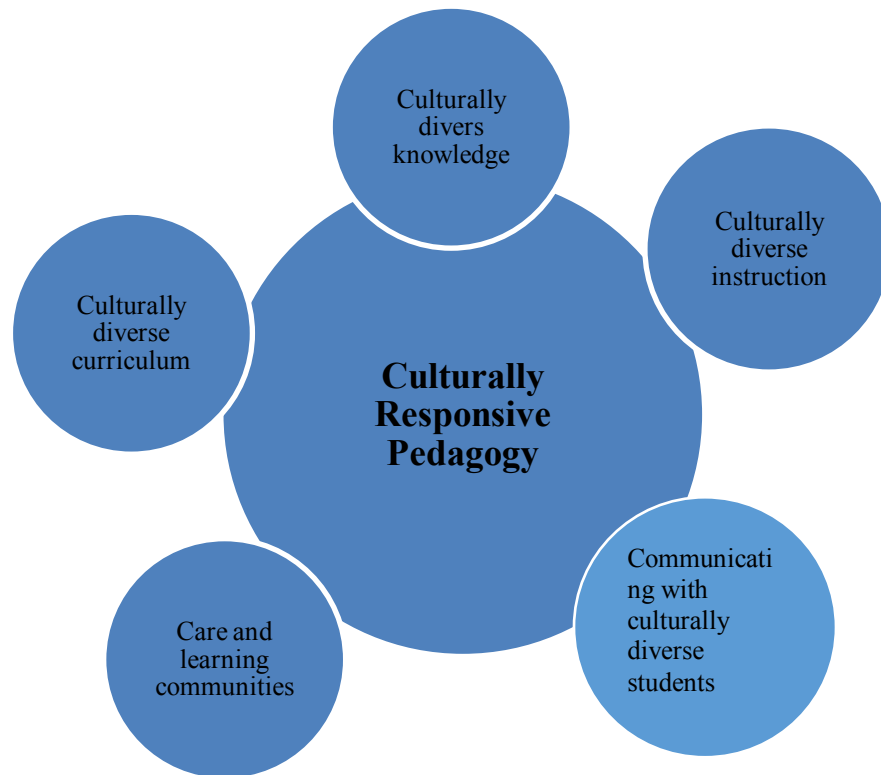 Culturally
divers
knowledge
Culturally
diverse
instruction
Culturally
diverse
curriculum
Culturally
Responsive
Pedagogy
Communicati
ng with
culturally
diverse
students
Care and
learning
communities